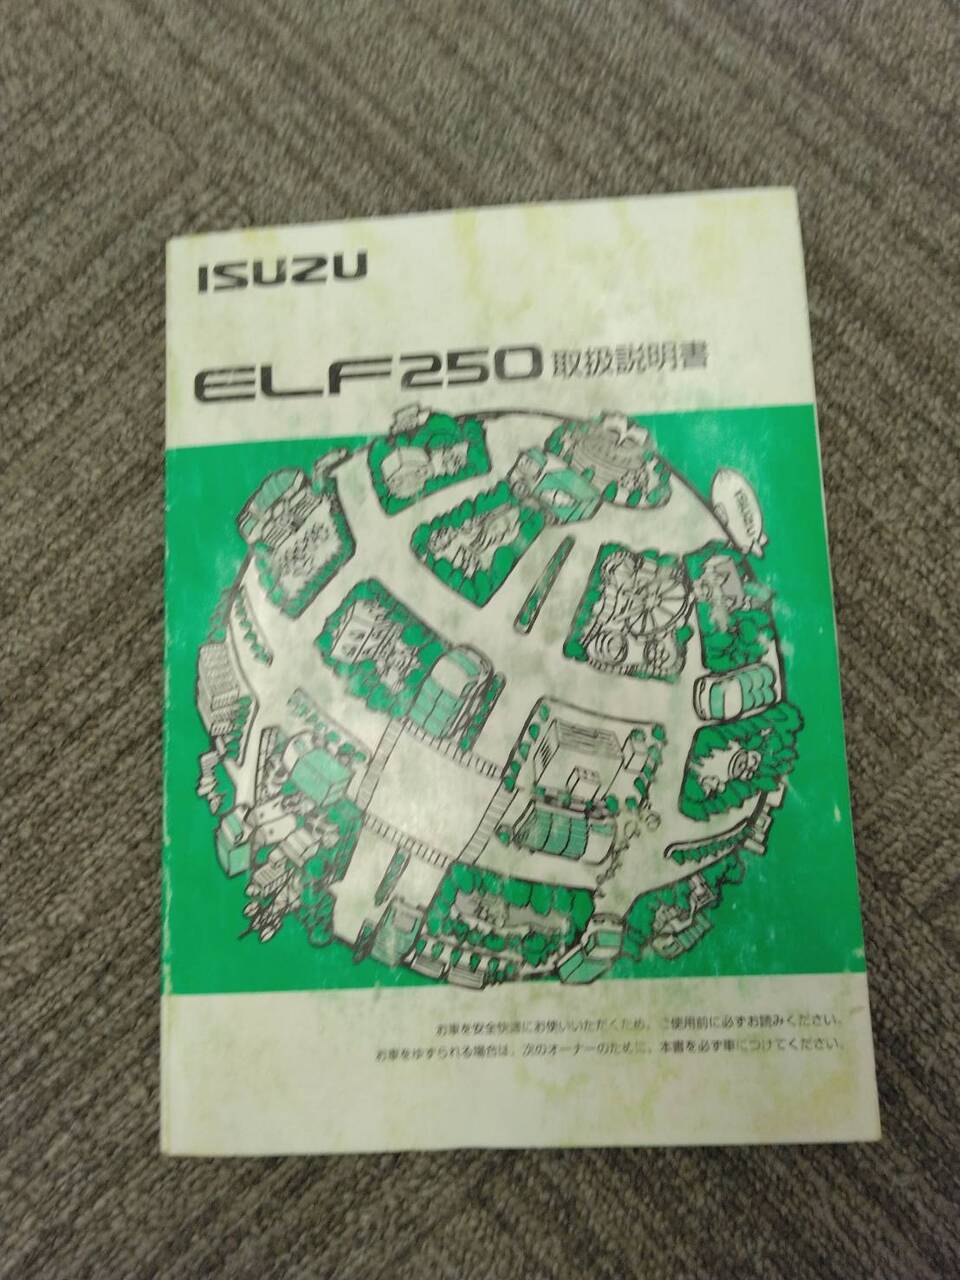 ISUZU
ELF250 取扱説明書
ISUZU
お車を安全快適にお使いいただくため、ご使用前に必ずお読みください。
お車をゆずられる場合は、次のオーナーのために、本書を必ず車につけてください。